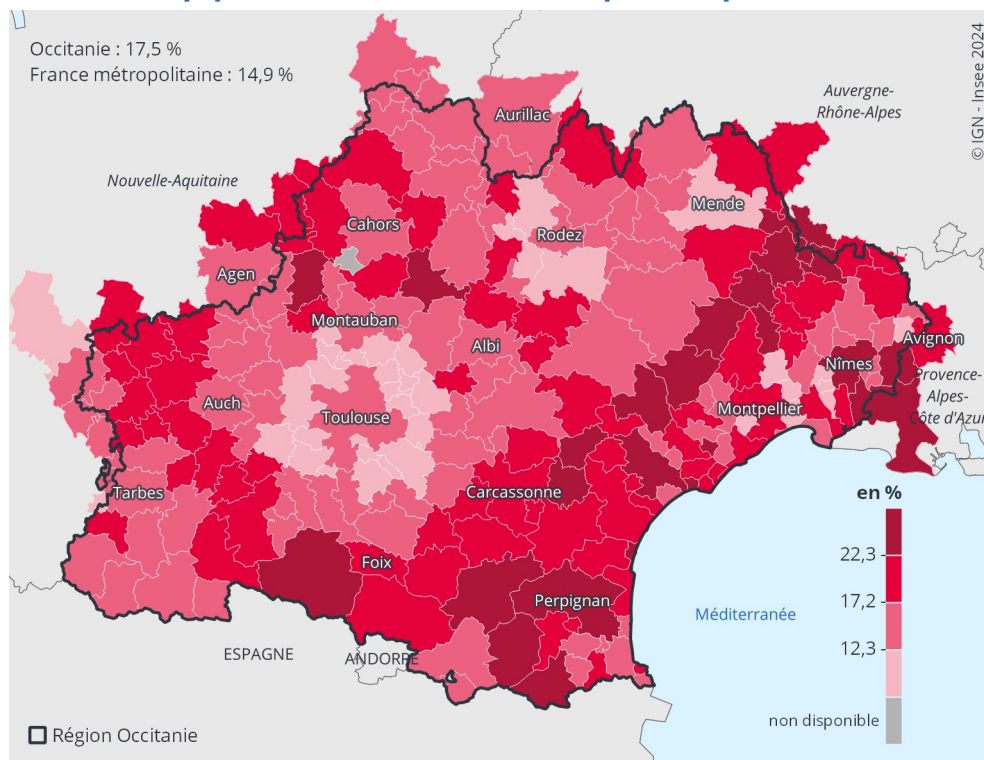 Occitanie : 17,5 %
France métropolitaine : 14,9 %
© IGN - Insee 2024
Auvergne-
Rhône-Alpes
Aurillac
Nouvelle-Aquitaine
Mende
Cahors
Rodez
Agen
Montauban
Albi
Avignon
Nîmes
Provence-
Alpes-
Côte d'Azur
Auch
Toulouse
Montpellier
Tarbes
Carcassonne
en %
22,3
17,2
12,3
non disponible
Foix
Perpignan
Méditerranée
ESPAGNE
ANDORRE
Région Occitanie